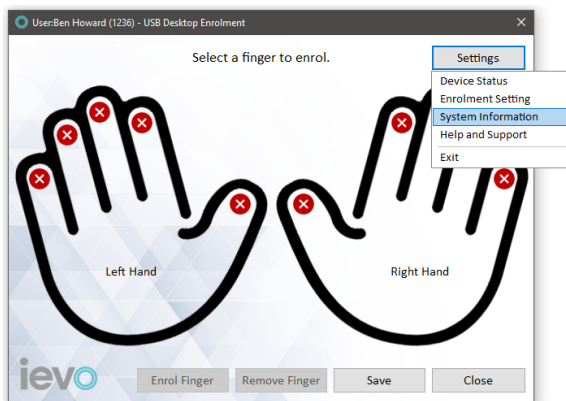 User:Ben Howard (1236) - USB Desktop Enrolment
Select a finger to enrol.
Settings
Device Status
Enrolment Setting
System Information
Help and Support
Exit
Left Hand
Right Hand
ievo
Enrol Finger
Remove Finger
Save
Close